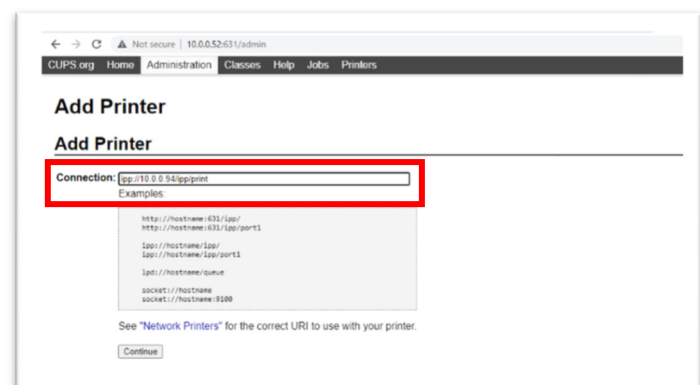 Not secure | 10.0.0.52:631/admin
CUPS.org Home Administration Classes Help Jobs Printers
Add Printer
Add Printer
Connection: ipp://10.0.0.94/ipp/print
Examples:
http://hostname:631/ipp/
http://hostname:631/ipp/port1
ipp://hostname/ipp/
ipp://hostname/ipp/port1
lpd://hostname/queue
socket://hostname
socket://hostname:9100
See "Network Printers" for the correct URI to use with your printer.
Continue